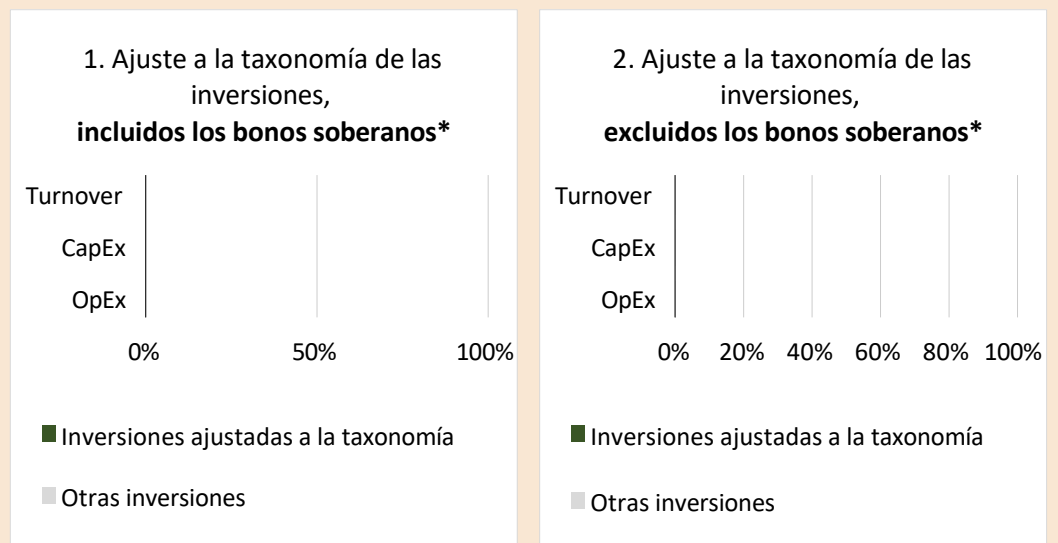 1. Ajuste a la taxonomía de las
inversiones,
incluidos los bonos soberanos*
Turnover
CapEx
OpEx
0% 50% 100%
Inversiones ajustadas a la taxonomía
Otras inversiones
2. Ajuste a la taxonomía de las
inversiones,
excluidos los bonos soberanos*
Turnover
CapEx
OpEx
0% 20% 40% 60% 80% 100%
Inversiones ajustadas a la taxonomía
Otras inversiones